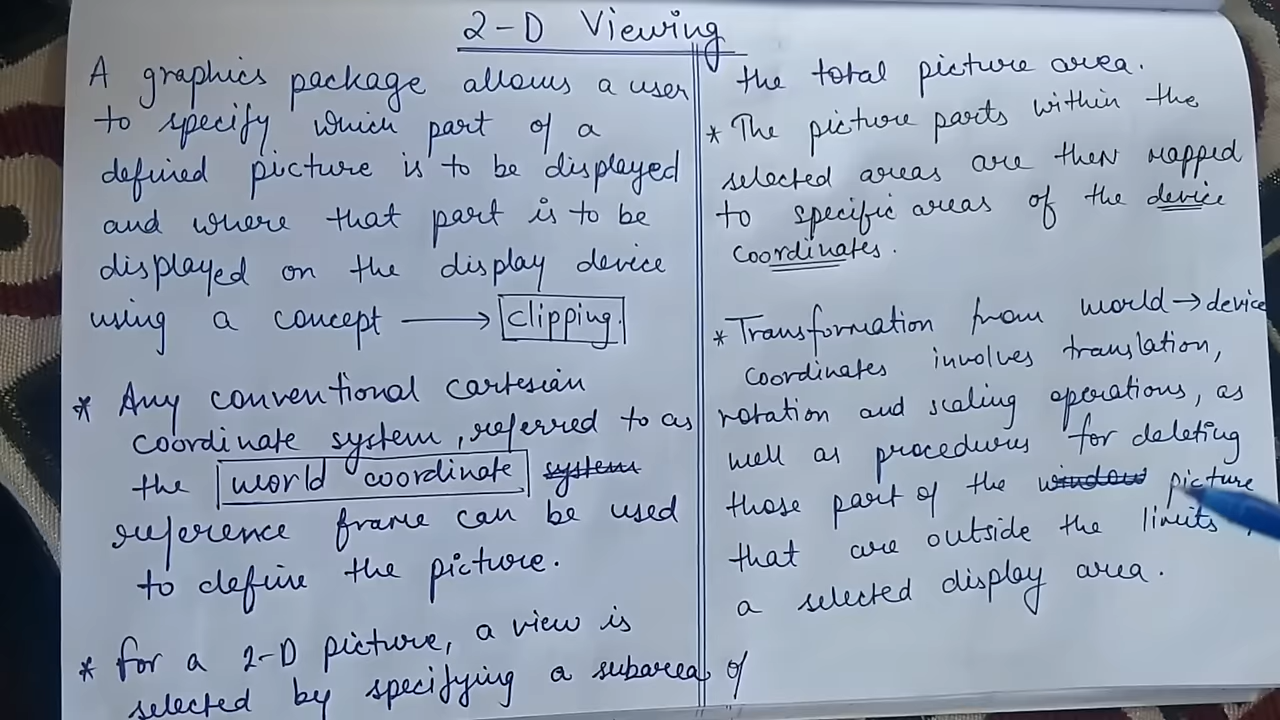 2-D Viewing
A graphics package allows a user
to specify which part of a
defined picture is to be displayed
and where that part is to be
displayed on the display device
using a concept → clipping.
* Any conventional cartesian
coordinate system, referred to as
the world coordinate system
reference frame can be used
to define the picture.
* for a 2-D picture, a view is
selected by specifying a subarea of
the total picture area.
* The picture parts within the
selected areas are then mapped
to specific areas of the device
coordinates.
* Transformation from world → device
coordinates involves translation,
rotation and scaling operations, as
well as procedures for deleting
those part of the window picture
that are outside the limits
a selected display area.